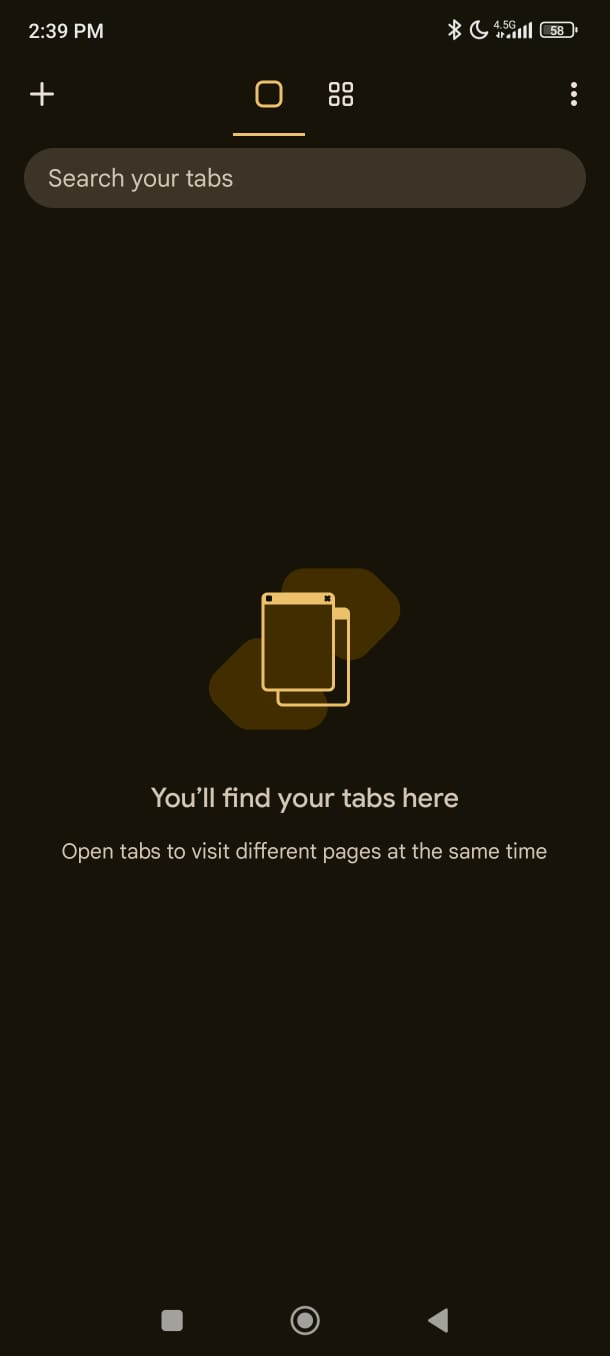 2:39 PM
4.5G
58
Search your tabs
You’ll find your tabs here
Open tabs to visit different pages at the same time